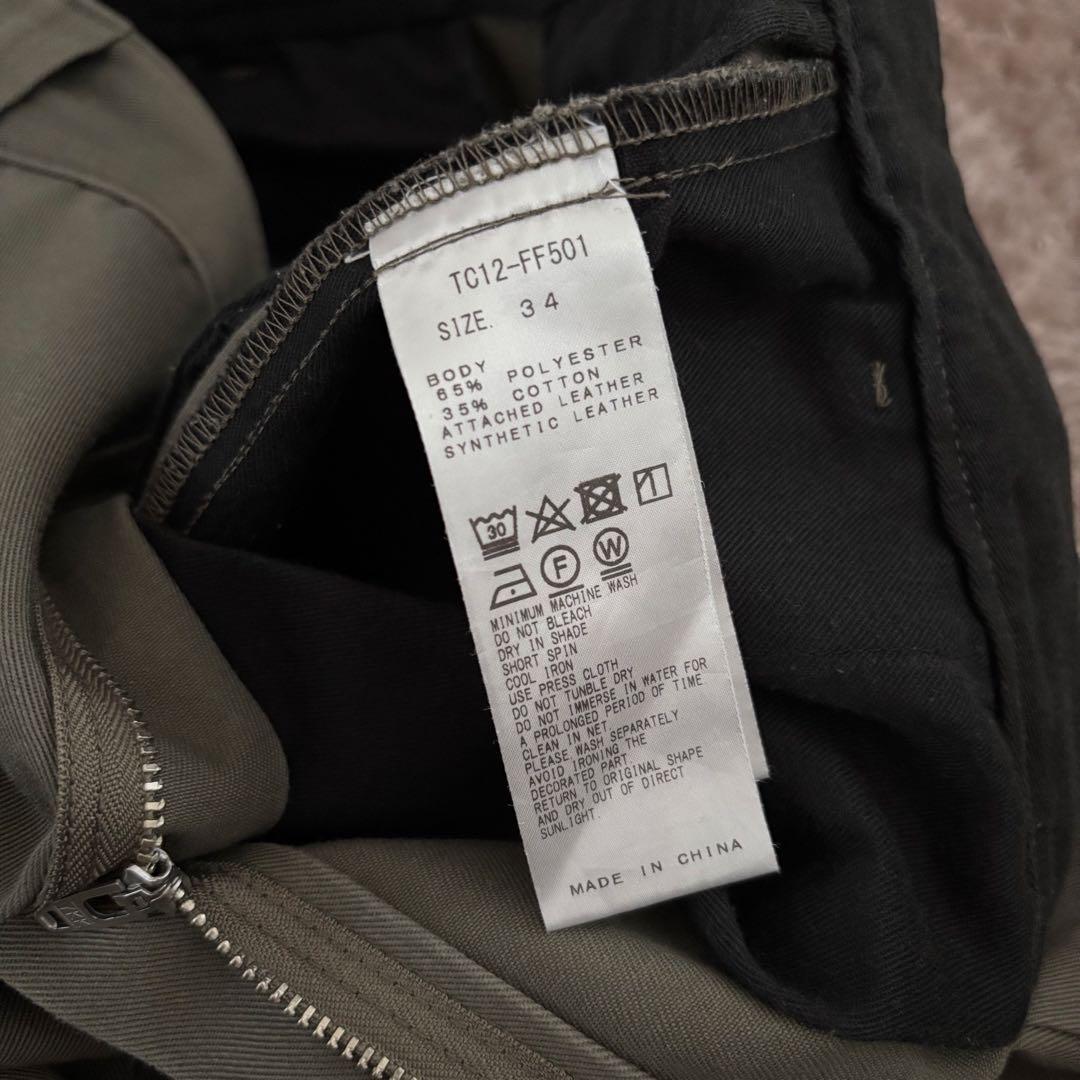 TC12-FF501
SIZE. 34
BODY
65% POLYESTER
35% COTTON
ATTACHED LEATHER
SYNTHETIC LEATHER
30
F W
MINIMUM MACHINE WASH
DO NOT BLEACH
DRY IN SHADE
SHORT SPIN
COOL IRON
USE PRESS CLOTH
DO NOT TUNBLE DRY
DO NOT IMMERSE IN WATER FOR
A PROLONGED PERIOD OF TIME
CLEAN IN NET
PLEASE WASH SEPARATELY
AVOID IRONING THE
DECORATED PART
RETURN TO ORIGINAL SHAPE
AND DRY OUT OF DIRECT
SUNLIGHT.
MADE IN CHINA